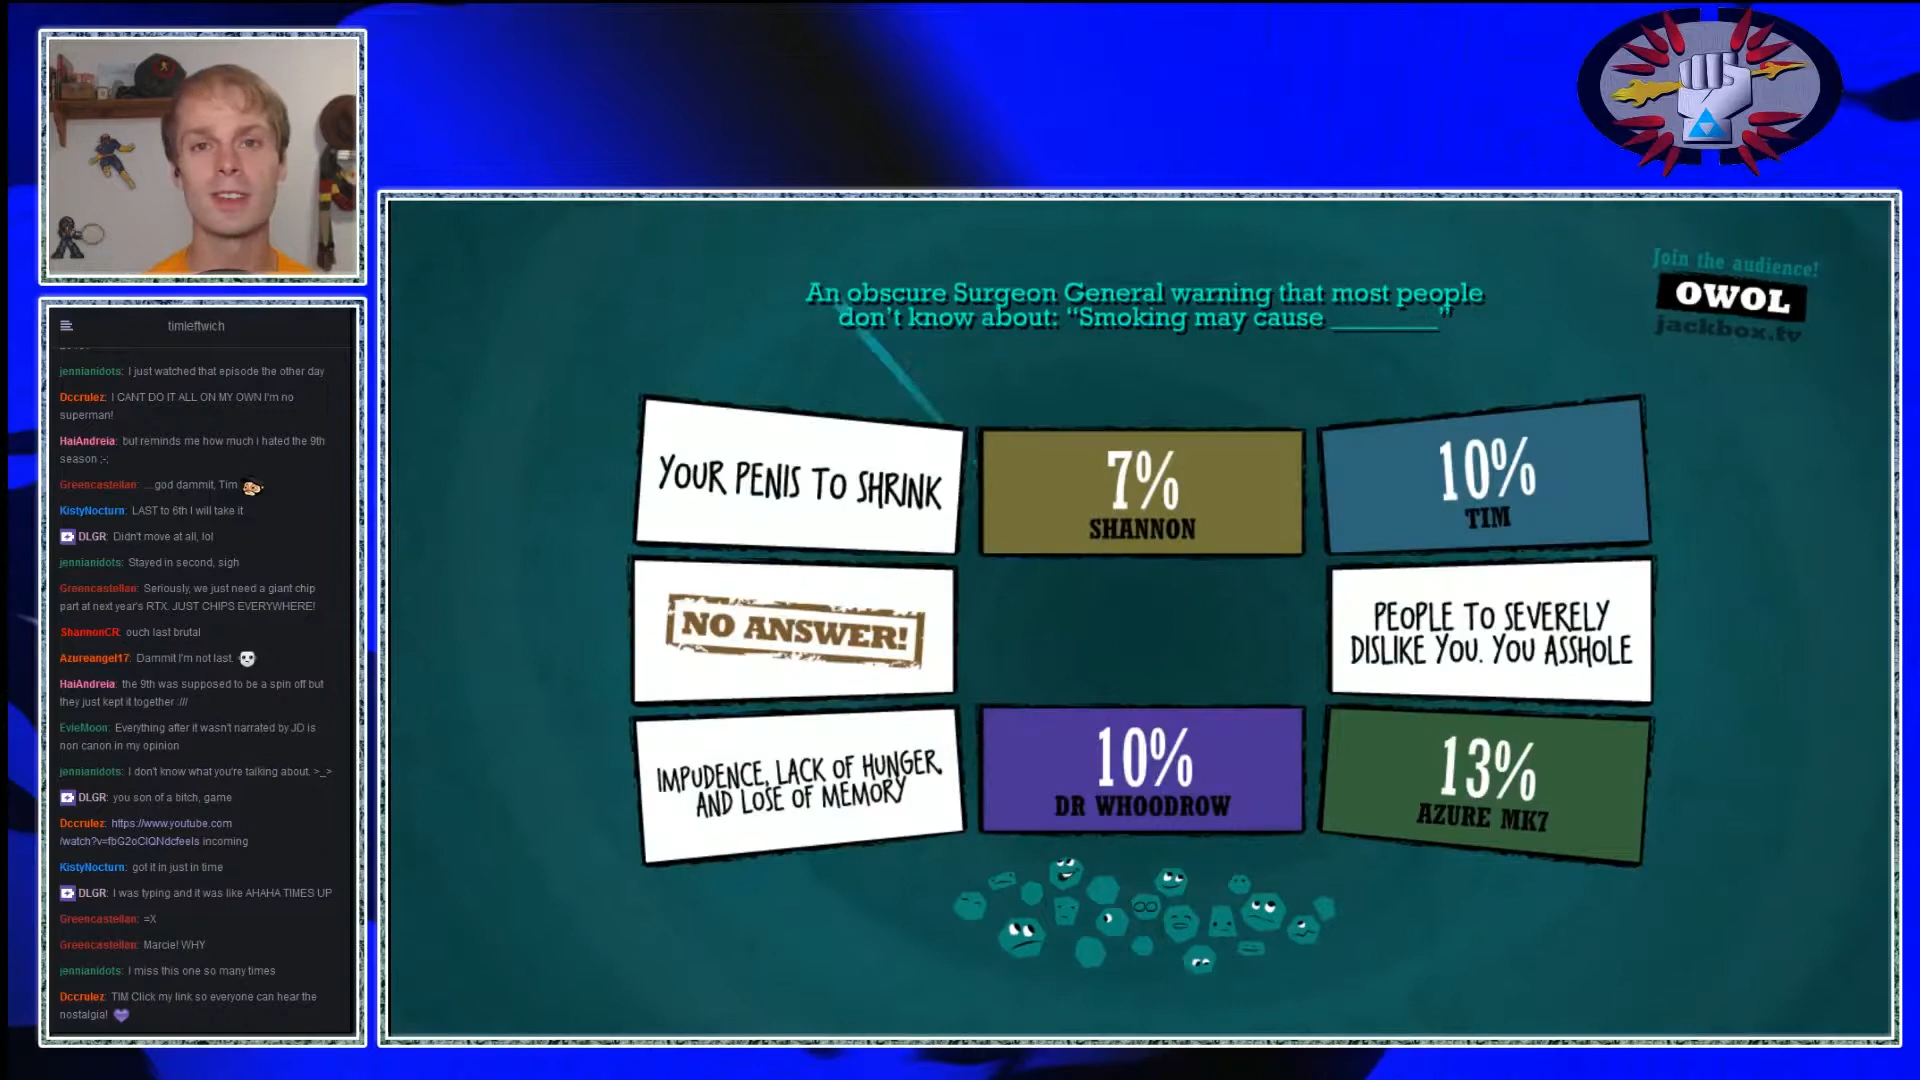 timleftwich
jennianidots: I just watched that episode the other day
Dccrulez: I CANT DO IT ALL ON MY OWN I'm no
superman!
HaiAndreia: but reminds me how much i hated the 9th
season ;-;
Greencastellan: ....god dammit, Tim
KistyNocturn: LAST to 6th I will take it
DLGR: Didn't move at all, lol
jennianidots: Stayed in second, sigh
Greencastellan: Seriously, we just need a giant chip
part at next year's RTX. JUST CHIPS EVERYWHERE!
ShannonCR: ouch last brutal
Azureangel17: Dammit I'm not last.
HaiAndreia: the 9th was supposed to be a spin off but
they just kept it together :///
EvieMoon: Everything after it wasn't narrated by JD is
non canon in my opinion
jennianidots: I don't know what you're talking about. >_>
DLGR: you son of a bitch, game
Dccrulez: https://www.youtube.com
incoming
KistyNocturn: got it in just in time
DLGR: I was typing and it was like AHAHA TIMES UP
Greencastellan: =X
Greencastellan: Marcie! WHY
jennianidots: I miss this one so many times
Dccrulez: TIM Click my link so everyone can hear the
nostalgia!
An obscure Surgeon General warning that most people
don't know about: “Smoking may cause ________”
Join the audience!
OWOL
jackbox.tv
YOUR PENIS TO SHRINK
7%
SHANNON
10%
TIM
NO ANSWER!
PEOPLE TO SEVERELY
DISLIKE YOU. YOU ASSHOLE
IMPUDENCE, LACK OF HUNGER,
AND LOSE OF MEMORY
10%
DR WHOODROW
13%
AZURE MK7